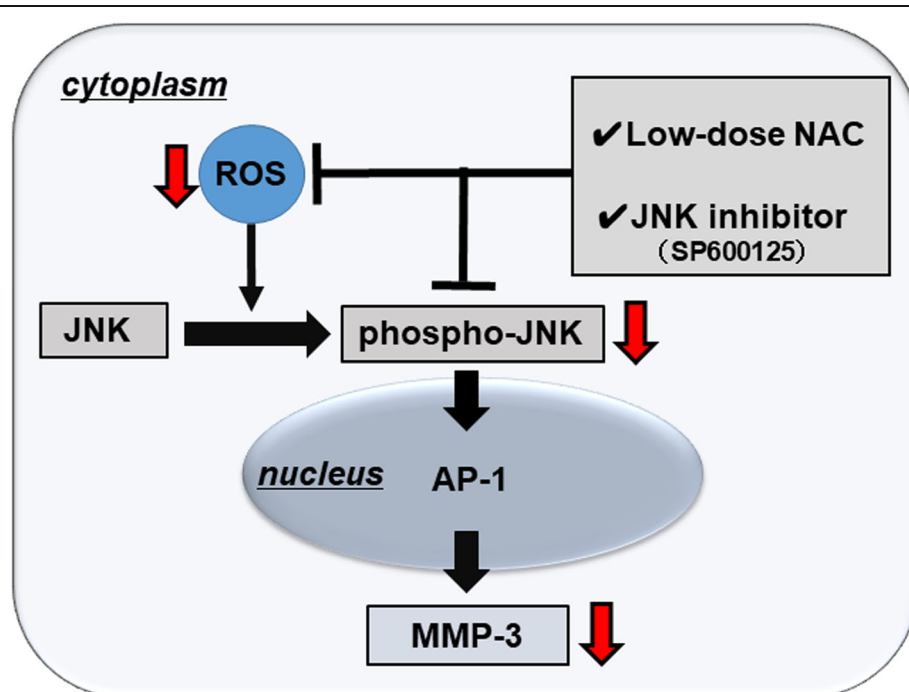 cytoplasm
✔Low-dose NAC
ROS
✔JNK inhibitor
（SP600125）
JNK
phospho-JNK
nucleus
AP-1
MMP-3